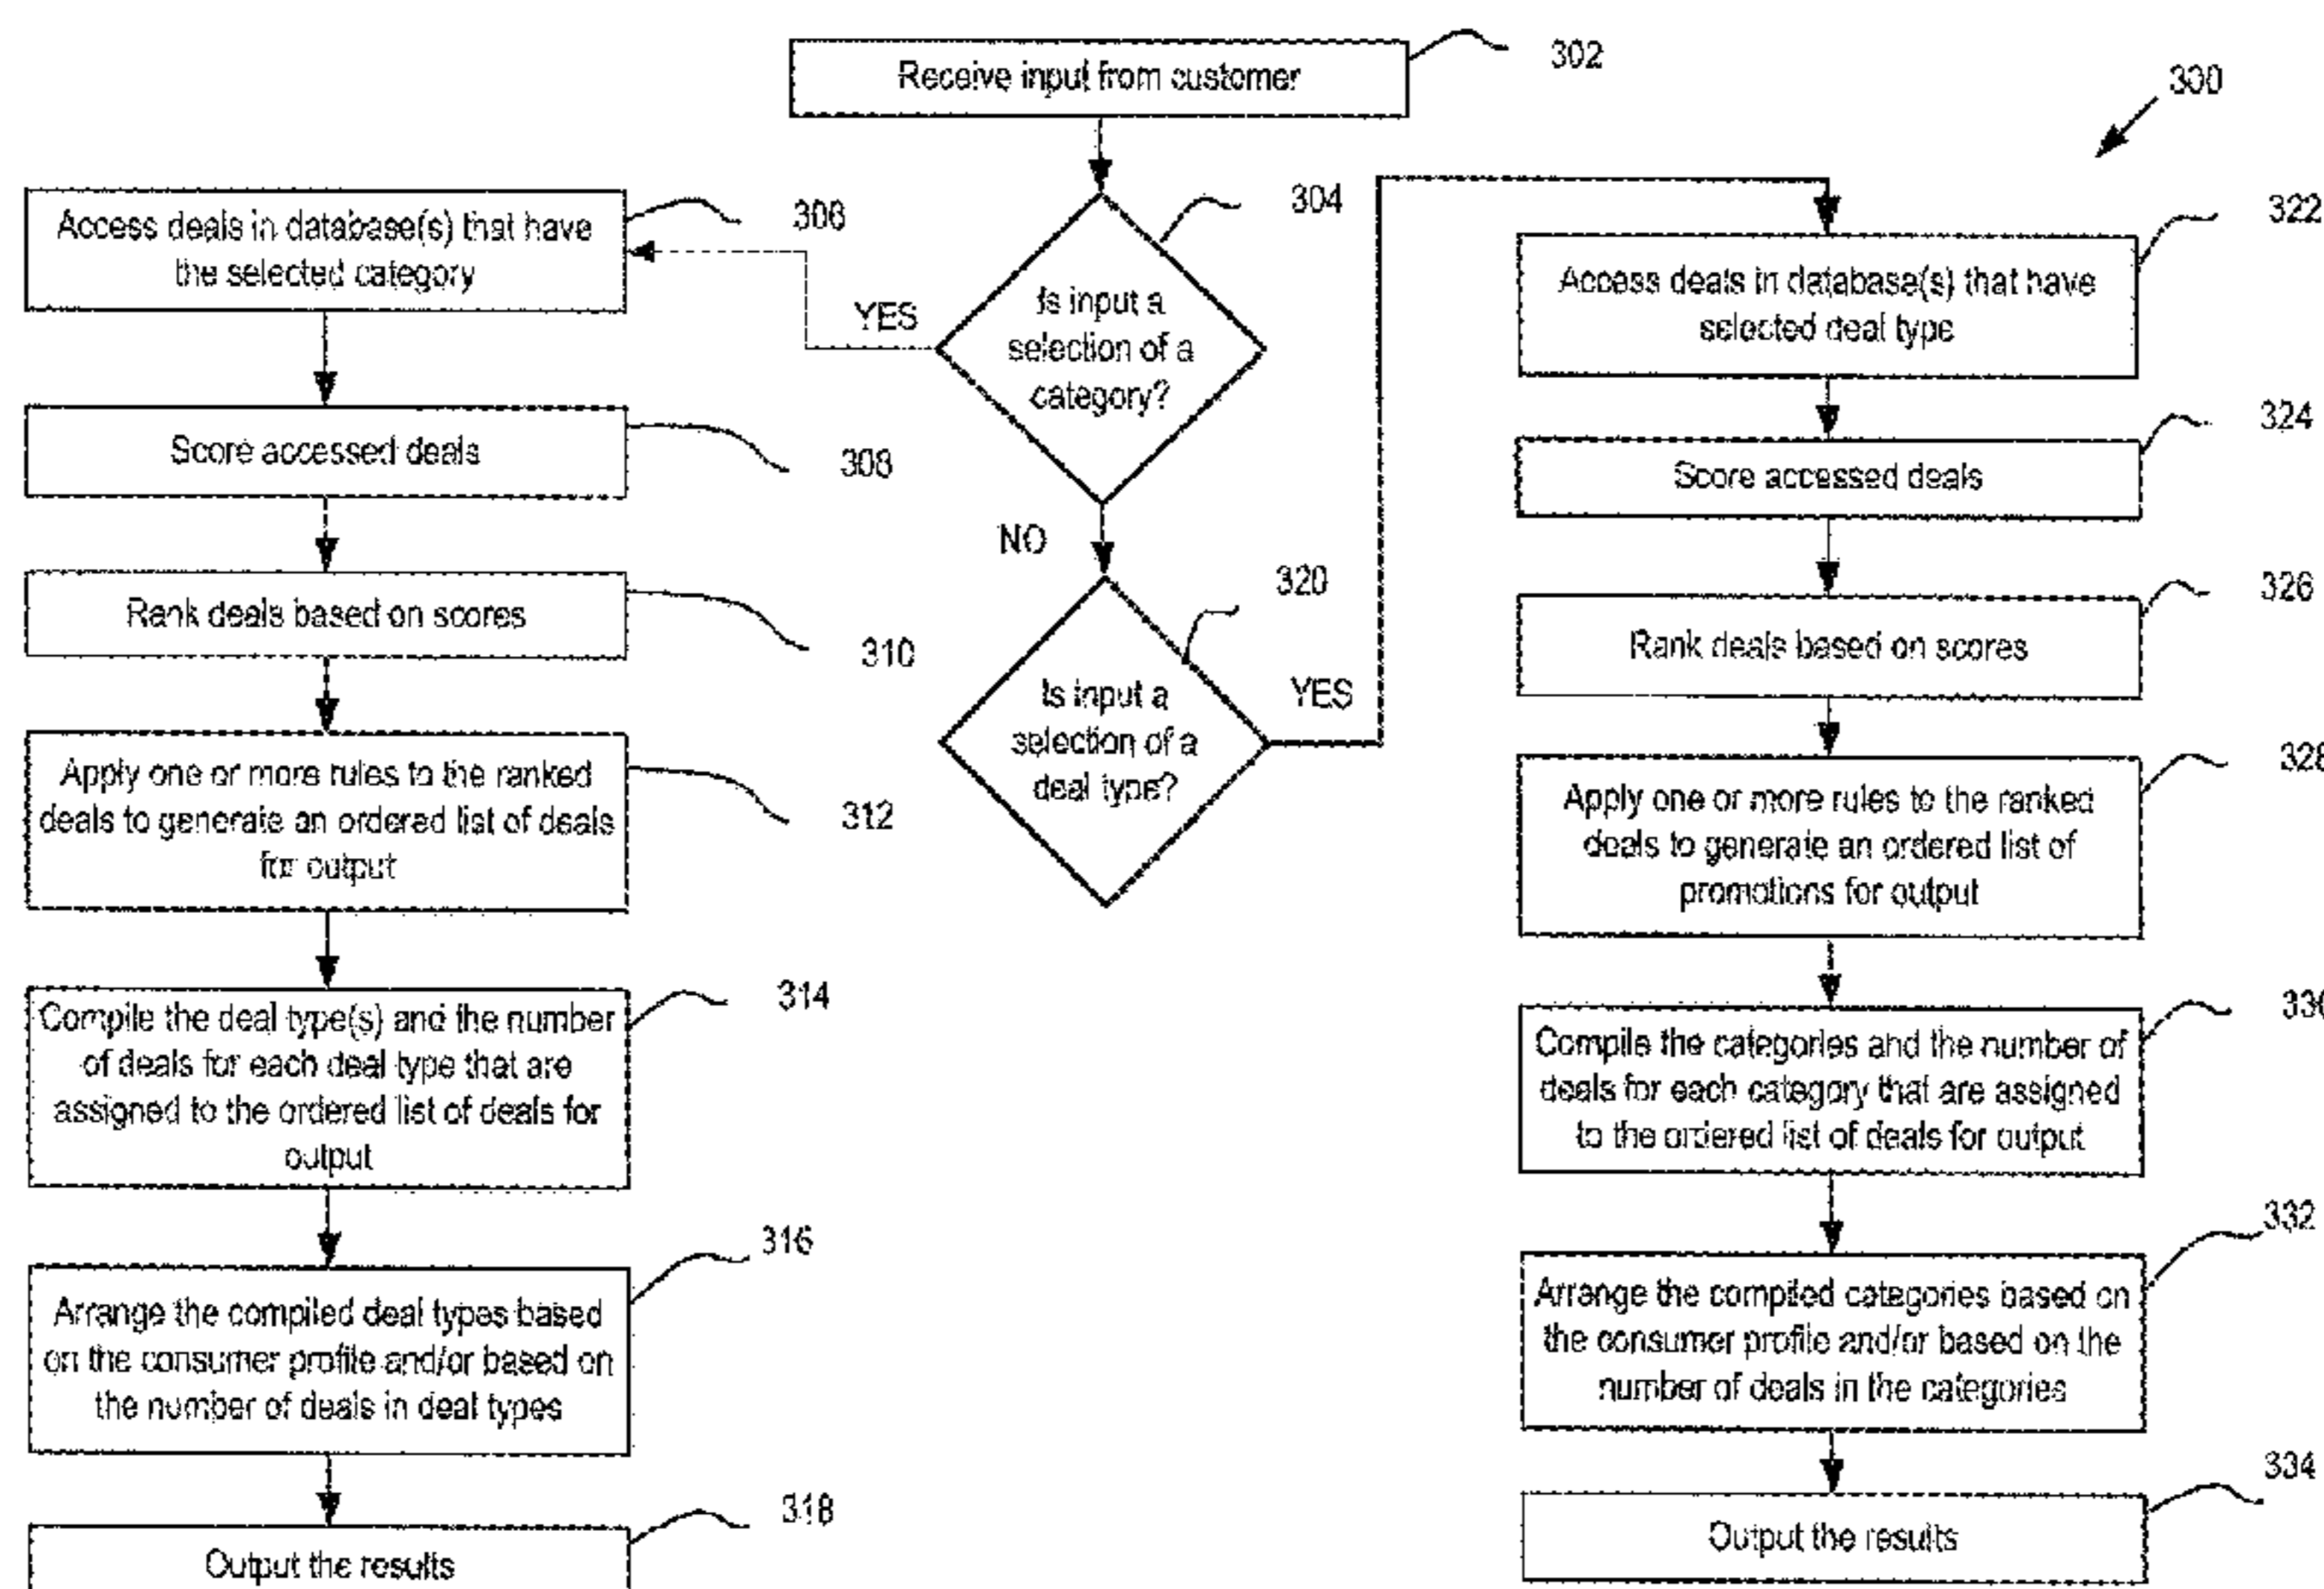 Receive input from customer
302
300
Access deals in database(s) that have
the selected category
306
Is input a
selection of a
category?
304
YES
NO
Score accessed deals
308
Rank deals based on scores
310
Apply one or more rules to the ranked
deals to generate an ordered list of deals
for output
312
Compile the deal type(s) and the number
of deals for each deal type that are
assigned to the ordered list of deals for
output
314
Arrange the compiled deal types based
on the consumer profile and/or based on
the number of deals in deal types
316
Output the results
318
Is input a
selection of a
deal type?
320
YES
Access deals in database(s) that have
selected deal type
322
Score accessed deals
324
Rank deals based on scores
326
Apply one or more rules to the ranked
deals to generate an ordered list of
promotions for output
328
Compile the categories and the number of
deals for each category that are assigned
to the ordered list of deals for output
330
Arrange the compiled categories based on
the consumer profile and/or based on the
number of deals in the categories
332
Output the results
334